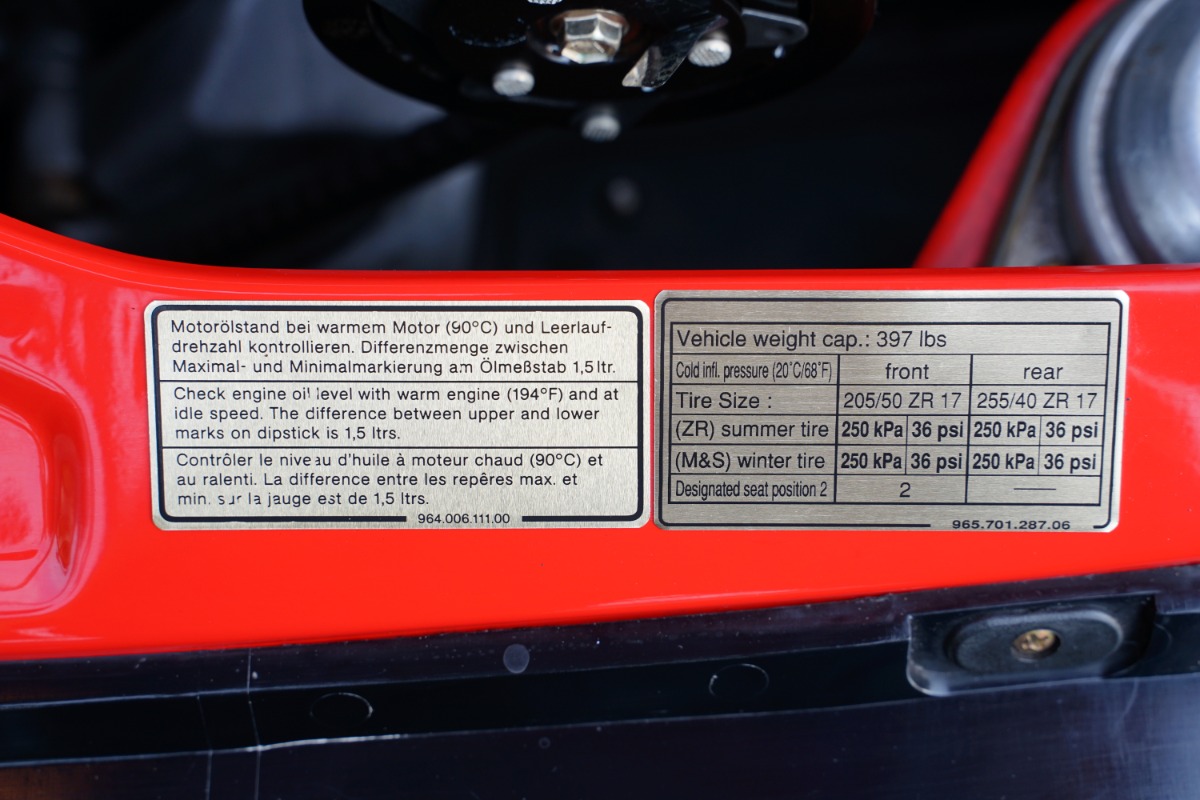 Motorölstand bei warmem Motor (90°C) und Leerlauf-
drehzahl kontrollieren. Differenzmenge zwischen
Maximal- und Minimalmarkierung am Ölmeßstab 1,5 ltr.
Check engine oil level with warm engine (194°F) and at
idle speed. The difference between upper and lower
marks on dipstick is 1,5 ltrs.
Contrôler le niveau d'huile à moteur chaud (90°C) et
au ralenti. La difference entre les repêres max. et
min. sur la jauge est de 1,5 ltrs.
964.006.111.00
Vehicle weight cap.: 397 lbs
Cold infl. pressure (20°C/68°F) front rear
Tire Size : 205/50 ZR 17 255/40 ZR 17
(ZR) summer tire 250 kPa 36 psi 250 kPa 36 psi
(M&S) winter tire 250 kPa 36 psi 250 kPa 36 psi
Designated seat position 2 2 —
965.701.287.06